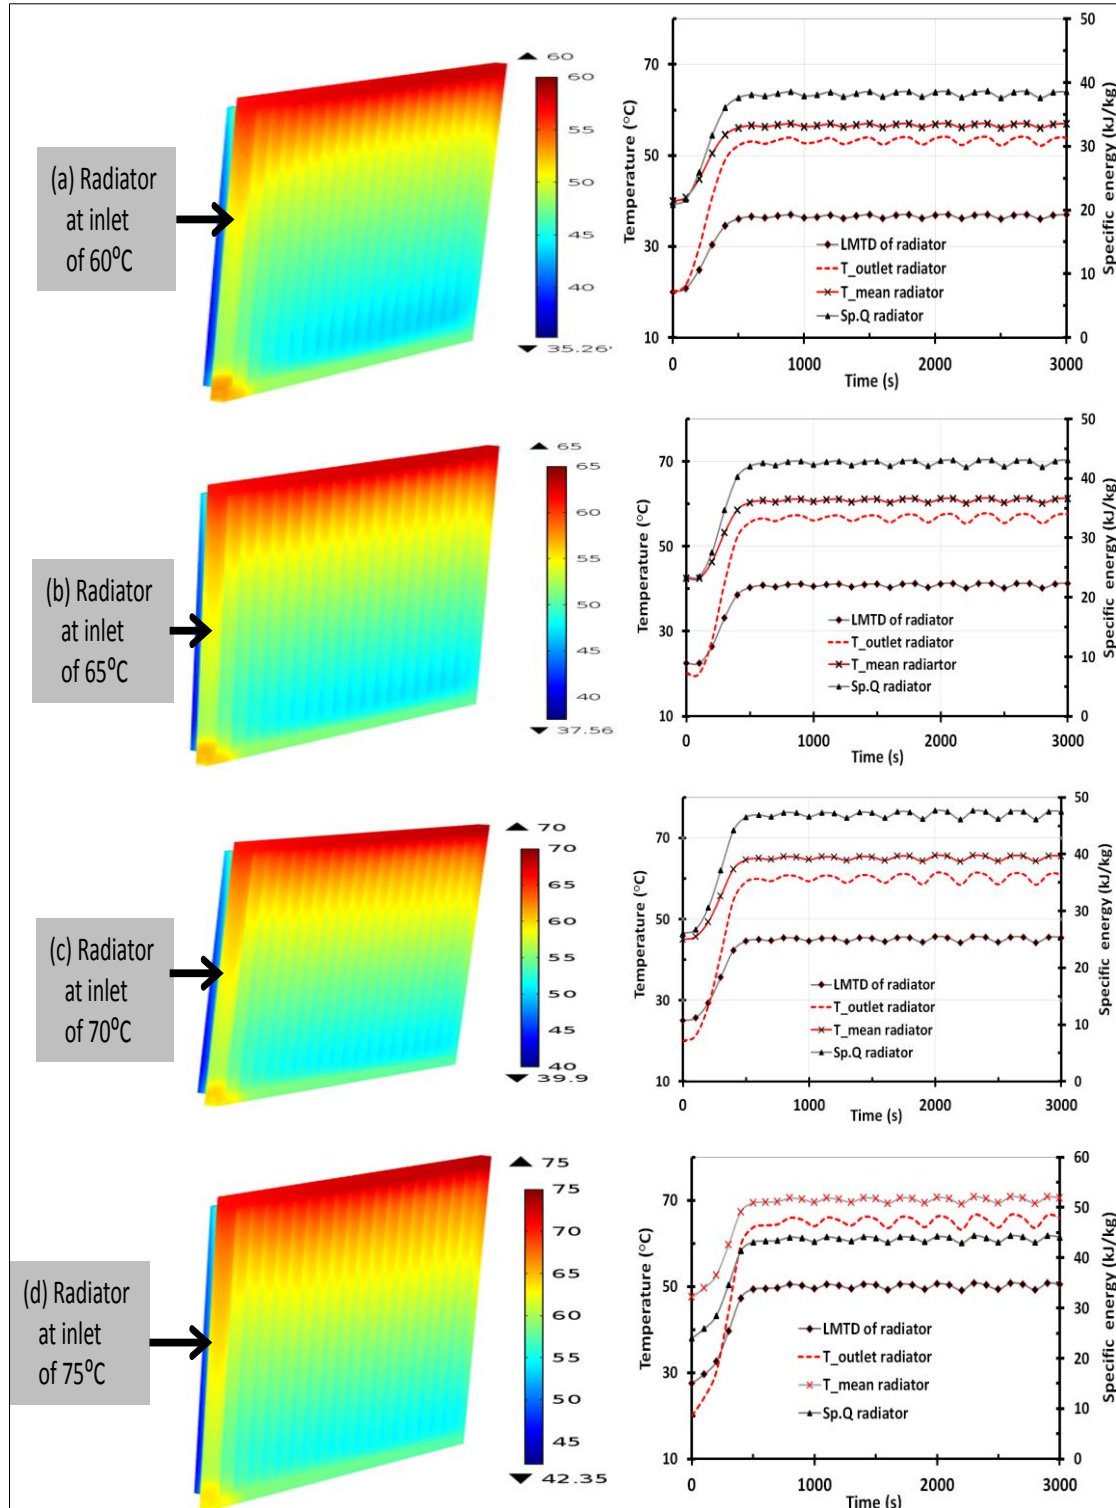 (a) Radiator
at inlet
of 60⁰C
60
60
55
50
45
40
35.26
Temperature (°C)
70
50
30
10
50
40
30
20
10
0
Specific energy (kJ/kg)
LMTD of radiator
T_outlet radiator
T_mean radiator
Sp.Q radiator
0 1000 2000 3000
Time (s)
(b) Radiator
at inlet
of 65⁰C
65
65
60
55
50
45
40
37.56
Temperature (°C)
70
50
30
10
50
40
30
20
10
0
Specific energy (kJ/kg)
LMTD of radiator
T_outlet radiator
T_mean radiartor
Sp.Q radiator
0 1000 2000 3000
Time (s)
(c) Radiator
at inlet
of 70⁰C
70
70
65
60
55
50
45
40
39.9
Temperature (°C)
70
50
30
10
50
40
30
20
10
0
Specific energy (kJ/kg)
LMTD of radiator
T_outlet radiator
T_mean radiator
Sp.Q radiator
0 1000 2000 3000
Time (s)
(d) Radiator
at inlet
of 75⁰C
75
75
70
65
60
55
50
45
42.35
Temperature (°C)
70
50
30
10
60
50
40
30
20
10
0
Specific energy (kJ/kg)
LMTD of radiator
T_outlet radiator
T_mean radiator
Sp.Q radiator
0 1000 2000 3000
Time (s)